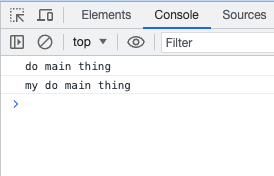 Elements Console Sources
top Filter
do main thing
my do main thing
>